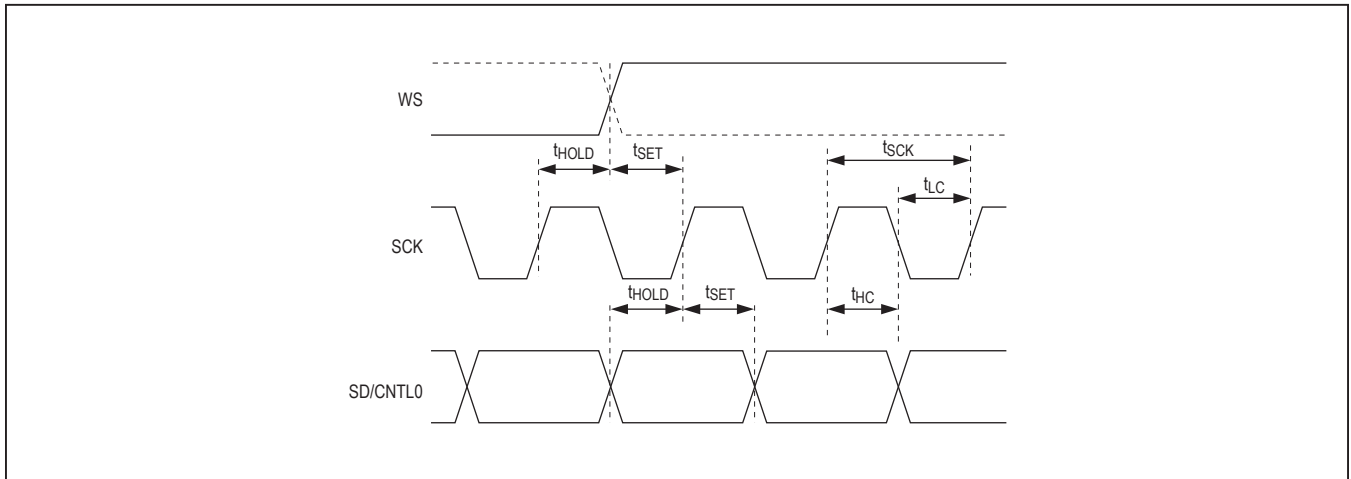 WS
tHOLD tSET
tSCK
tLC
SCK
tHOLD tSET
tHC
SD/CNTL0